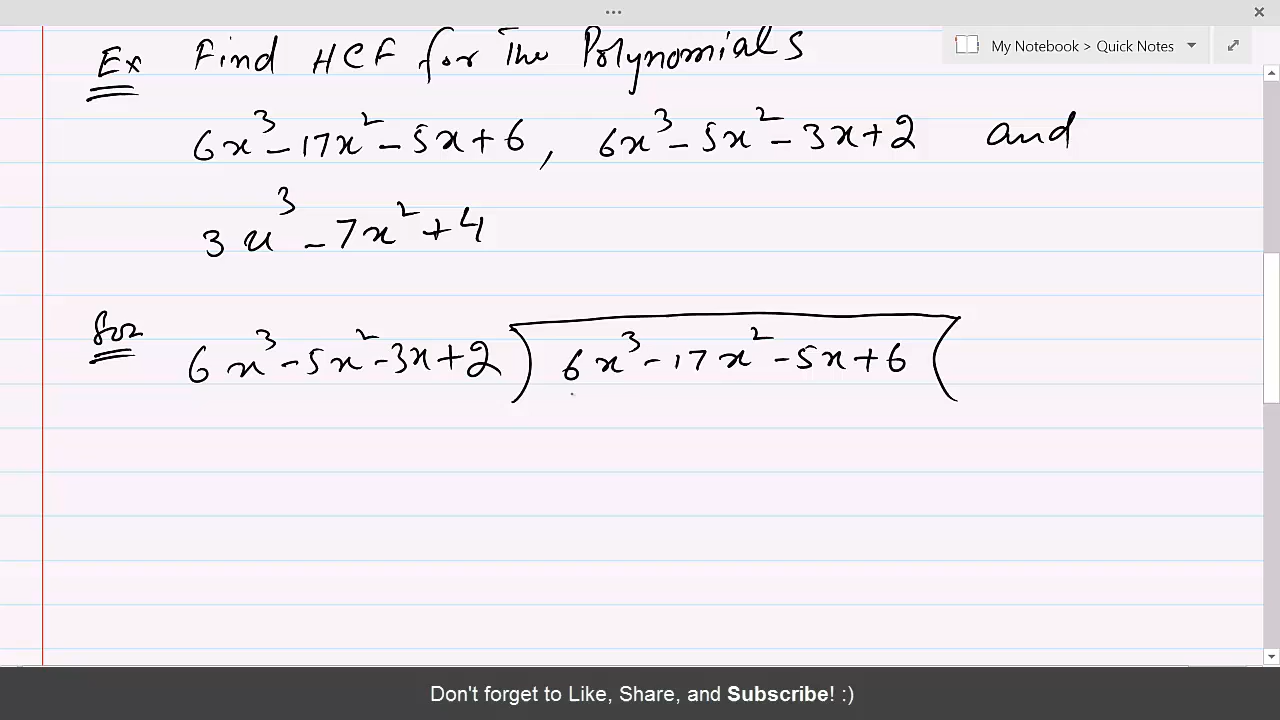 My Notebook > Quick Notes
Ex Find HCF for The Polynomials
6x³ - 17x² - 5x + 6, 6x³ - 5x² - 3x + 2 and
3x³ - 7x² + 4
Sol 6x³ - 5x² - 3x + 2 ) 6x³ - 17x² - 5x + 6 (
Don't forget to Like, Share, and Subscribe! :)